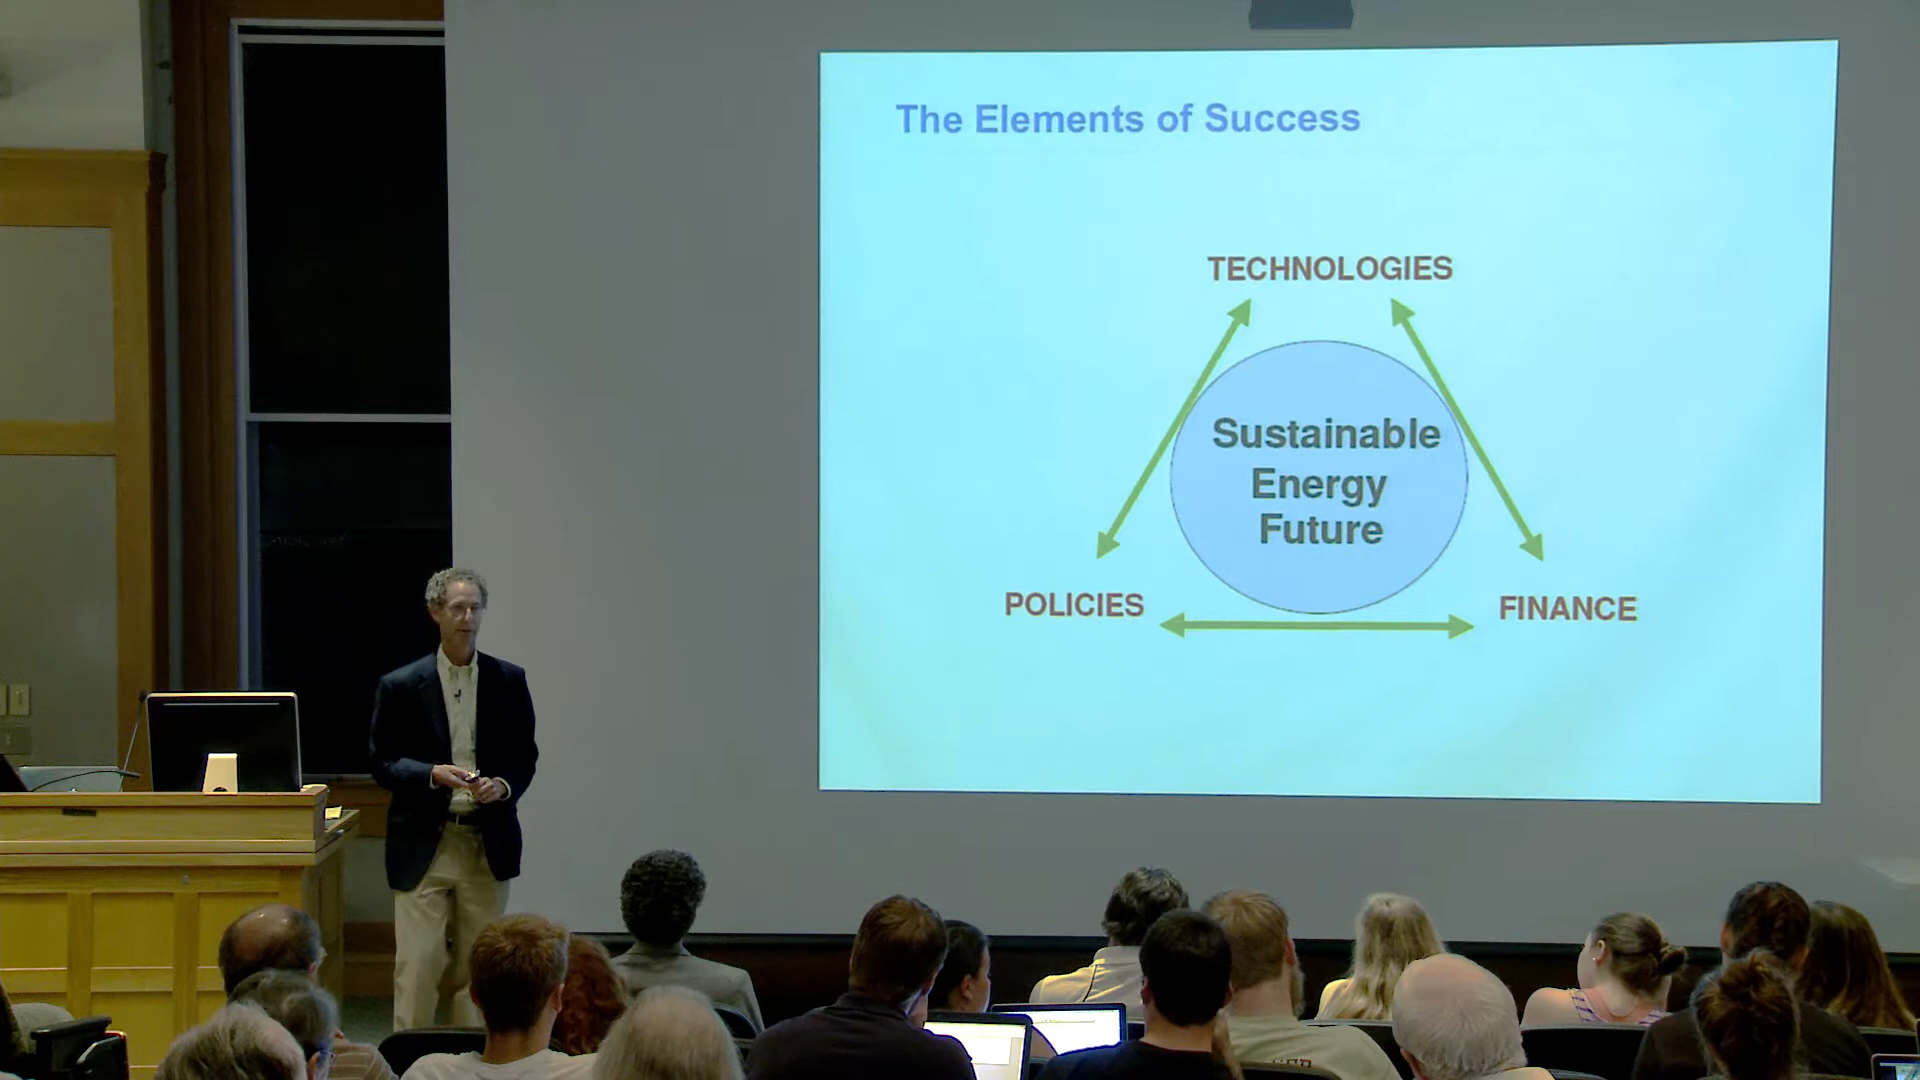 The Elements of Success
TECHNOLOGIES
Sustainable
Energy
Future
POLICIES
FINANCE